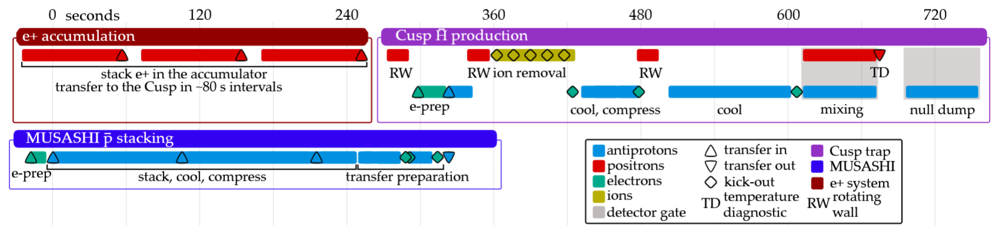 0 seconds 120 240 360 480 600 720
e+ accumulation
stack e+ in the accumulator
transfer to the Cusp in ~80 s intervals
Cusp H̄ production
RW RW ion removal RW TD
e-prep cool, compress cool mixing null dump
MUSASHI p̄ stacking
e-prep stack, cool, compress transfer preparation
antiprotons transfer in Cusp trap
positrons transfer out MUSASHI
electrons kick-out e+ system
ions TD temperature RW rotating
detector gate diagnostic wall